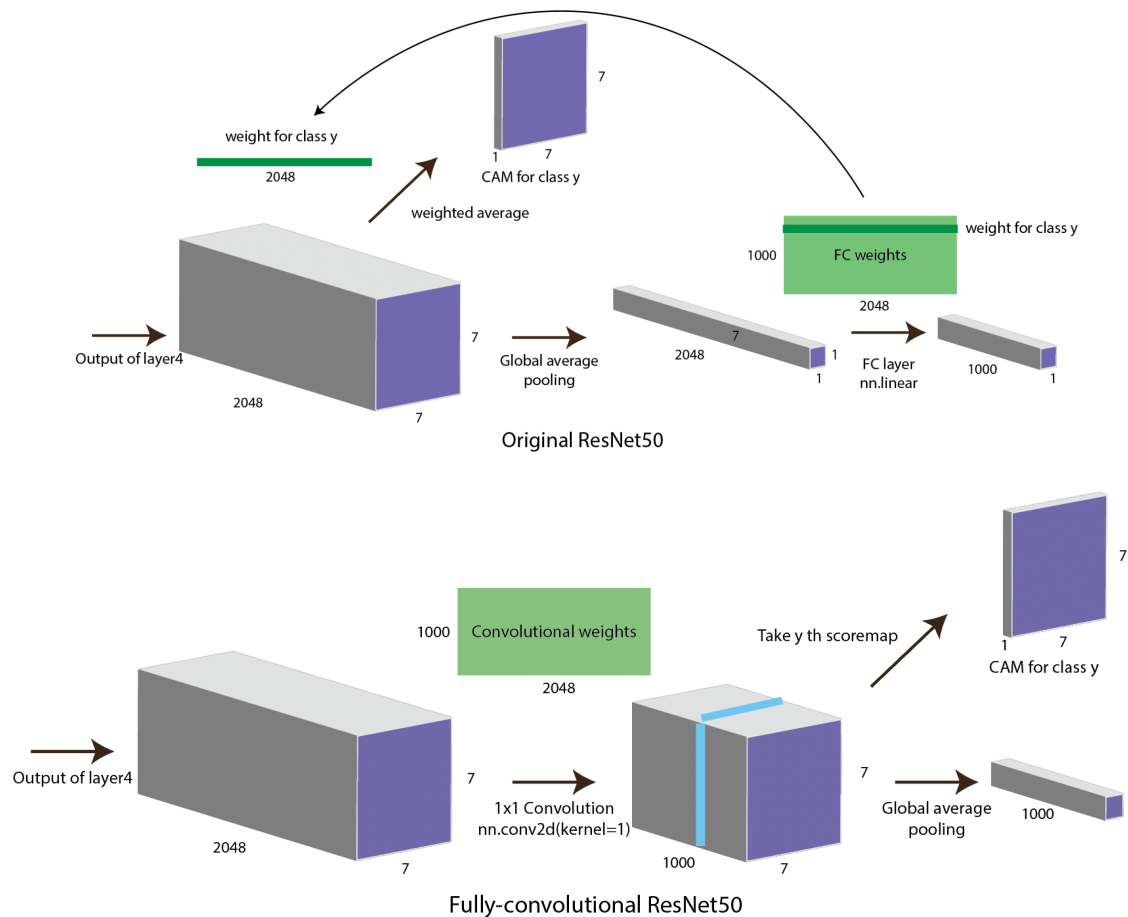 7
weight for class y
2048
1
7
CAM for class y
weighted average
weight for class y
1000
FC weights
2048
Output of layer4
7
2048
7
Global average
pooling
7
2048
1
1
FC layer
nn.linear
1000
1
Original ResNet50
7
1000
Convolutional weights
2048
Take y th scoremap
1
7
CAM for class y
Output of layer4
7
2048
7
1x1 Convolution
nn.conv2d(kernel=1)
7
1000
7
Global average
pooling
1000
Fully-convolutional ResNet50